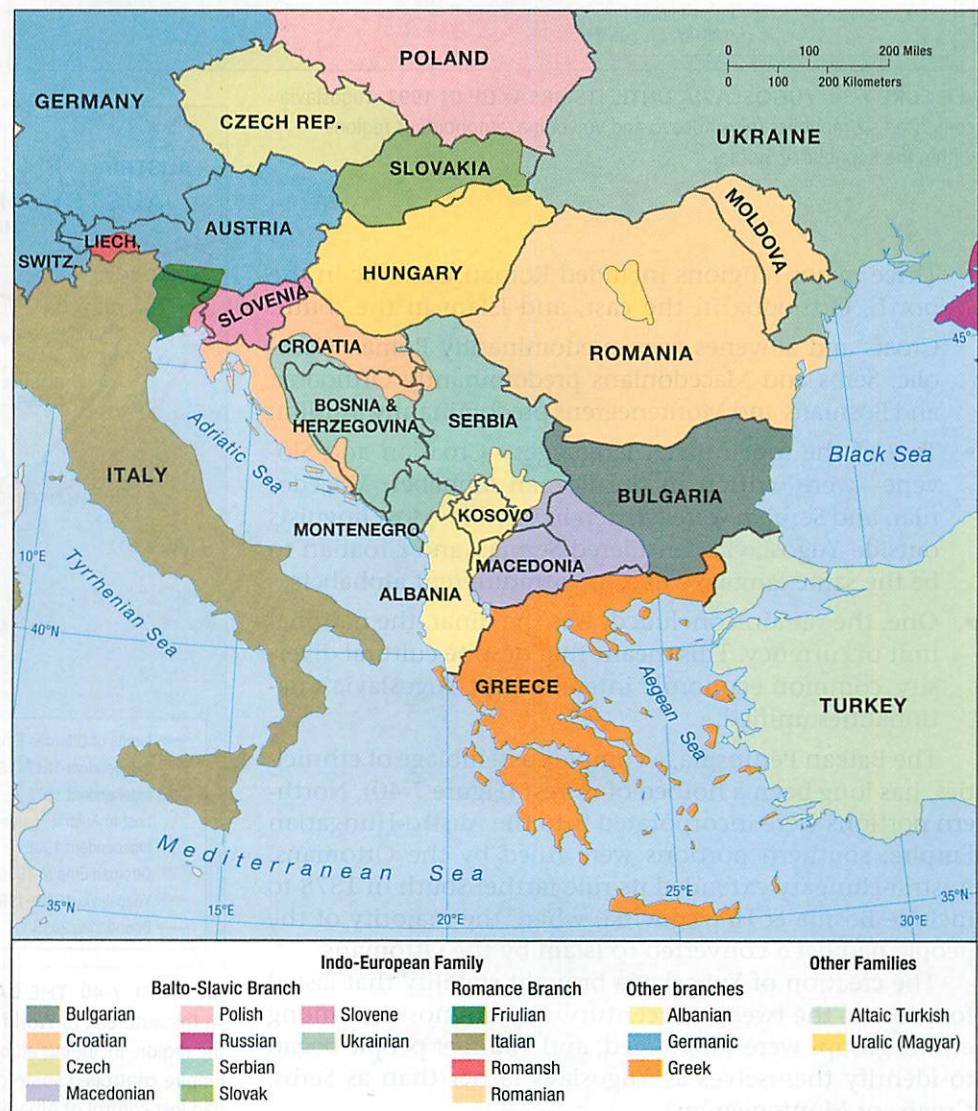 POLAND
0 100 200 Miles
0 100 200 Kilometers
GERMANY
CZECH REP.
UKRAINE
SLOVAKIA
MOLDOVA
AUSTRIA
LIECH.
SWITZ.
HUNGARY
SLOVENIA
45°
CROATIA
ROMANIA
BOSNIA &
HERZEGOVINA
SERBIA
Adriatic Sea
ITALY
Black Sea
BULGARIA
KOSOVO
MONTENEGRO
MACEDONIA
10°E
Tyrrhenian Sea
ALBANIA
40°N
GREECE
Aegean Sea
TURKEY
Mediterranean Sea
35°N
15°E
20°E
25°E
30°E
35°N
Indo-European Family
Other Families
Balto-Slavic Branch
Romance Branch
Other branches
Bulgarian
Croatian
Czech
Macedonian
Polish
Russian
Serbian
Slovak
Slovene
Ukrainian
Friulian
Italian
Romansh
Romanian
Albanian
Germanic
Greek
Altaic Turkish
Uralic (Magyar)